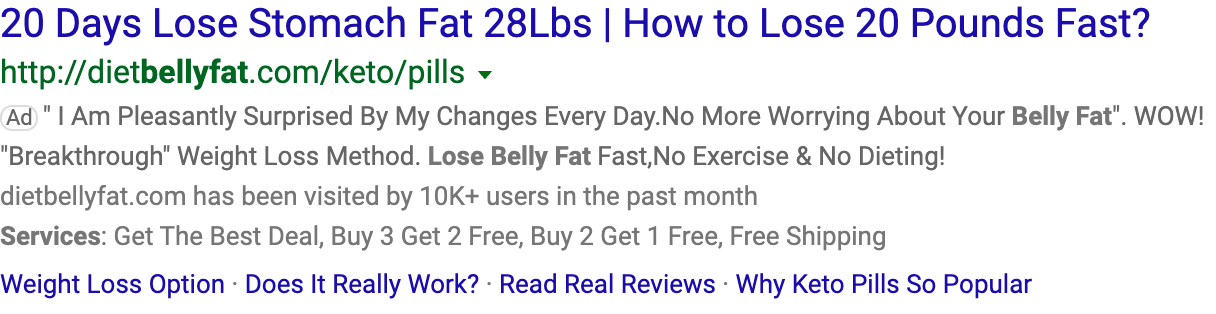 20 Days Lose Stomach Fat 28Lbs | How to Lose 20 Pounds Fast?
http://dietbellyfat.com/keto/pills
Ad " I Am Pleasantly Surprised By My Changes Every Day.No More Worrying About Your Belly Fat". WOW!
"Breakthrough" Weight Loss Method. Lose Belly Fat Fast,No Exercise & No Dieting!
dietbellyfat.com has been visited by 10K+ users in the past month
Services: Get The Best Deal, Buy 3 Get 2 Free, Buy 2 Get 1 Free, Free Shipping
Weight Loss Option · Does It Really Work? · Read Real Reviews · Why Keto Pills So Popular